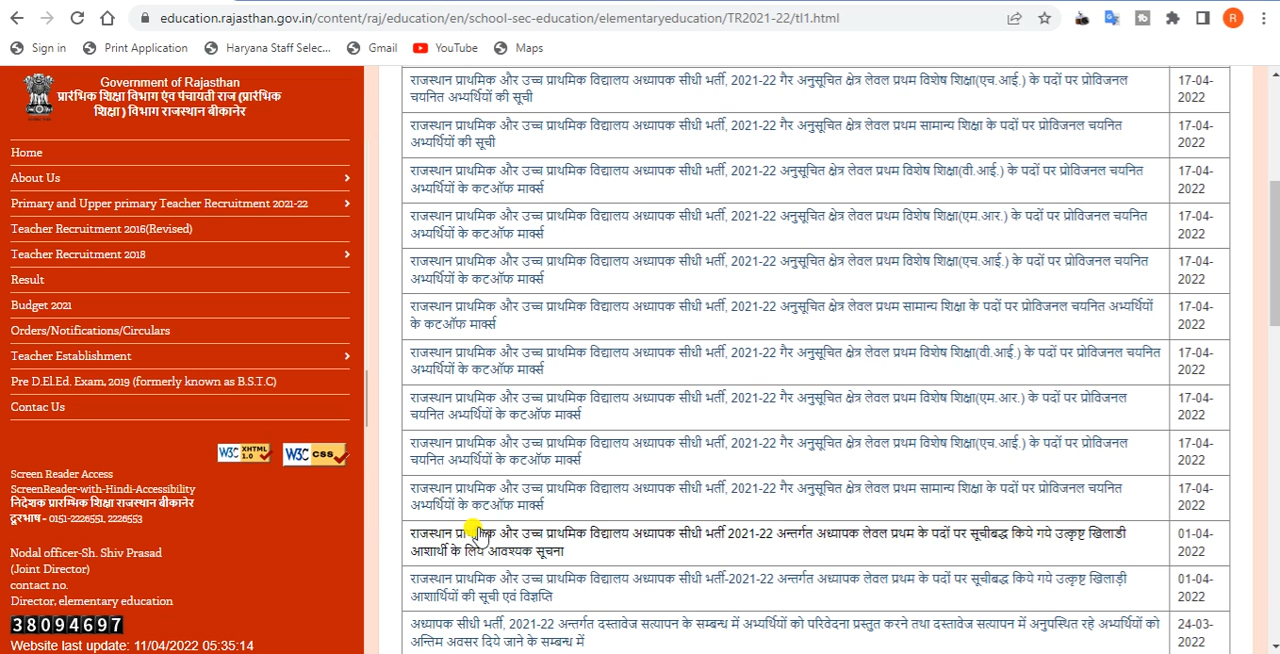 education.rajasthan.gov.in/content/raj/education/en/school-sec-education/elementaryeducation/TR2021-22/tl1.html
R
Sign in
Print Application
Haryana Staff Selec...
Gmail
YouTube
Maps
Government of Rajasthan
प्रारंभिक शिक्षा विभाग एंव पंचायती राज (प्रारंभिक
शिक्षा ) विभाग राजस्थान बीकानेर
Home
About Us
Primary and Upper primary Teacher Recruitment 2021-22
Teacher Recruitment 2016(Revised)
Teacher Recruitment 2018
Result
Budget 2021
Orders/Notifications/Circulars
Teacher Establishment
Pre D.El.Ed. Exam, 2019 (formerly known as B.S.T.C)
Contac Us
W3C XHTML 1.0
W3C css
Screen Reader Access
ScreenReader-with-Hindi-Accessibility
निदेशक प्रारम्भिक शिक्षा राजस्थान बीकानेर
दूरभाष - 0151-2226551, 2226553
Nodal officer-Sh. Shiv Prasad
(Joint Director)
contact no.
Director, elementary education
38094697
Website last update: 11/04/2022 05:35:14
राजस्थान प्राथमिक और उच्च प्राथमिक विद्यालय अध्यापक सीधी भर्ती, 2021-22 गैर अनुसूचित क्षेत्र लेवल प्रथम विशेष शिक्षा(एच.आई.) के पदों पर प्रोविजनल
चयनित अभ्यर्थियों की सूची
17-04-
2022
राजस्थान प्राथमिक और उच्च प्राथमिक विद्यालय अध्यापक सीधी भर्ती, 2021-22 गैर अनुसूचित क्षेत्र लेवल प्रथम सामान्य शिक्षा के पदों पर प्रोविजनल चयनित
अभ्यर्थियों की सूची
17-04-
2022
राजस्थान प्राथमिक और उच्च प्राथमिक विद्यालय अध्यापक सीधी भर्ती, 2021-22 अनुसूचित क्षेत्र लेवल प्रथम विशेष शिक्षा(वी.आई.) के पदों पर प्रोविजनल चयनित
अभ्यर्थियों के कटऑफ मार्क्स
17-04-
2022
राजस्थान प्राथमिक और उच्च प्राथमिक विद्यालय अध्यापक सीधी भर्ती, 2021-22 अनुसूचित क्षेत्र लेवल प्रथम विशेष शिक्षा(एम.आर.) के पदों पर प्रोविजनल चयनित
अभ्यर्थियों के कटऑफ मार्क्स
17-04-
2022
राजस्थान प्राथमिक और उच्च प्राथमिक विद्यालय अध्यापक सीधी भर्ती, 2021-22 अनुसूचित क्षेत्र लेवल प्रथम विशेष शिक्षा(एच.आई.) के पदों पर प्रोविजनल चयनित
अभ्यर्थियों के कटऑफ मार्क्स
17-04-
2022
राजस्थान प्राथमिक और उच्च प्राथमिक विद्यालय अध्यापक सीधी भर्ती, 2021-22 अनुसूचित क्षेत्र लेवल प्रथम सामान्य शिक्षा के पदों पर प्रोविजनल चयनित अभ्यर्थियों
के कटऑफ मार्क्स
17-04-
2022
राजस्थान प्राथमिक और उच्च प्राथमिक विद्यालय अध्यापक सीधी भर्ती, 2021-22 गैर अनुसूचित क्षेत्र लेवल प्रथम विशेष शिक्षा(वी.आई.) के पदों पर प्रोविजनल चयनित
अभ्यर्थियों के कटऑफ मार्क्स
17-04-
2022
राजस्थान प्राथमिक और उच्च प्राथमिक विद्यालय अध्यापक सीधी भर्ती, 2021-22 गैर अनुसूचित क्षेत्र लेवल प्रथम विशेष शिक्षा(एम.आर.) के पदों पर प्रोविजनल
चयनित अभ्यर्थियों के कटऑफ मार्क्स
17-04-
2022
राजस्थान प्राथमिक और उच्च प्राथमिक विद्यालय अध्यापक सीधी भर्ती, 2021-22 गैर अनुसूचित क्षेत्र लेवल प्रथम विशेष शिक्षा(एच.आई.) के पदों पर प्रोविजनल
चयनित अभ्यर्थियों के कटऑफ मार्क्स
17-04-
2022
राजस्थान प्राथमिक और उच्च प्राथमिक विद्यालय अध्यापक सीधी भर्ती, 2021-22 गैर अनुसूचित क्षेत्र लेवल प्रथम सामान्य शिक्षा के पदों पर प्रोविजनल चयनित
अभ्यर्थियों के कटऑफ मार्क्स
17-04-
2022
राजस्थान प्राथमिक और उच्च प्राथमिक विद्यालय अध्यापक सीधी भर्ती 2021-22 अन्तर्गत अध्यापक लेवल प्रथम के पदों पर सूचीबद्ध किये गये उत्कृष्ट खिलाडी
आशार्थी के लिये आवश्यक सूचना
01-04-
2022
राजस्थान प्राथमिक और उच्च प्राथमिक विद्यालय अध्यापक सीधी भर्ती-2021-22 अन्तर्गत अध्यापक लेवल प्रथम के पदों पर सूचीबद्ध किये गये उत्कृष्ट खिलाड़ी
आशार्थियों की सूची एवं विज्ञप्ति
01-04-
2022
अध्यापक सीधी भर्ती, 2021-22 अन्तर्गत दस्तावेज सत्यापन के सम्बन्ध में अभ्यर्थियों को परिवेदना प्रस्तुत करने तथा दस्तावेज सत्यापन में अनुपस्थित रहे अभ्यर्थियों को
अन्तिम अवसर दिये जाने के सम्बन्ध में
24-03-
2022